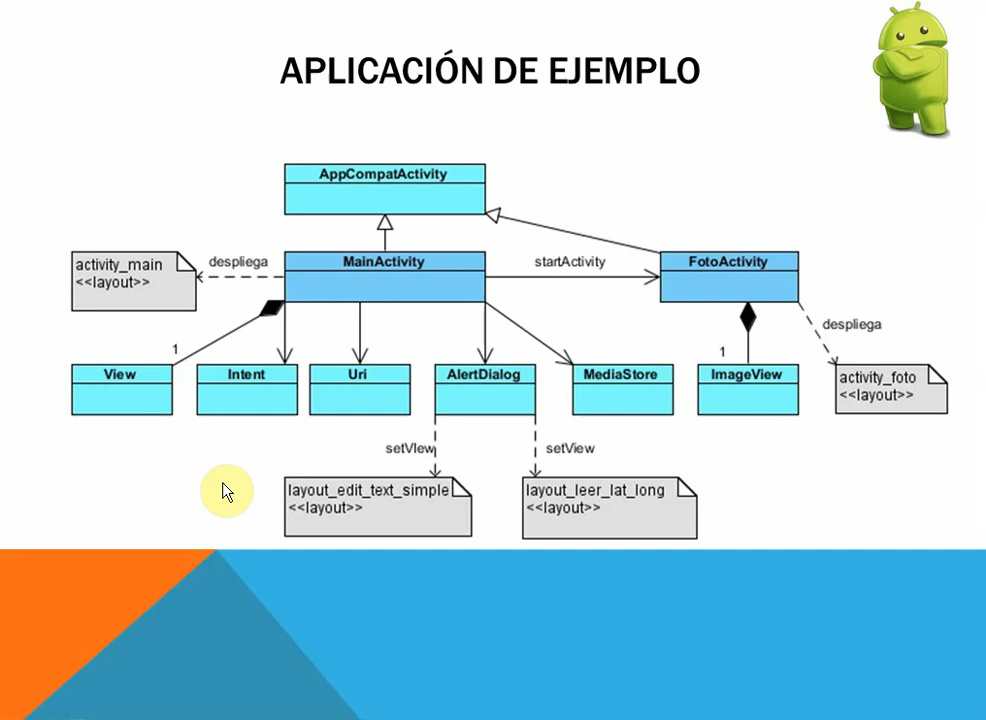 APLICACIÓN DE EJEMPLO
AppCompatActivity
activity_main
<<layout>>
despliega
MainActivity
startActivity
FotoActivity
despliega
1
1
View
Intent
Uri
AlertDialog
MediaStore
ImageView
activity_foto
<<layout>>
setVIew
setView
layout_edit_text_simple
<<layout>>
layout_leer_lat_long
<<layout>>